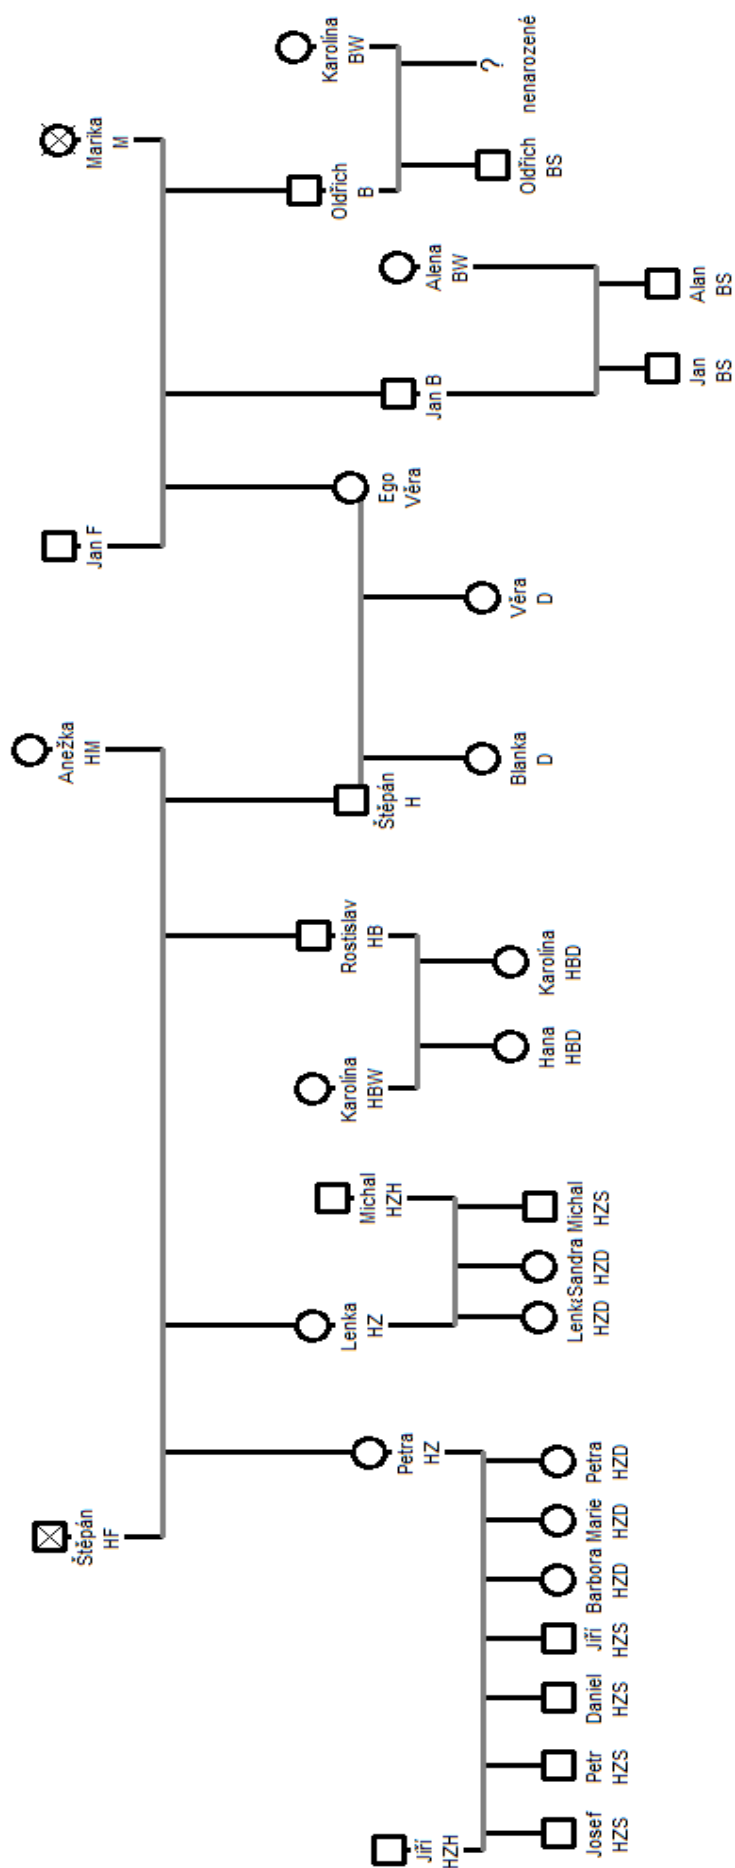 Štěpán
HF
Anežka
HM
Jan F
Marika
M
Jiří
HZH
Petra
HZ
Lenka
HZ
Michal
HZH
Karolína
HBW
Rostislav
HB
Štěpán
H
Ego
Věra
Jan B
Alena
BW
Oldřich
B
Karolína
BW
Josef
HZS
Petr
HZS
Daniel
HZS
Jiří
HZS
Barbora
HZD
Marie
HZD
Petra
HZD
Lenka
HZD
Sandra
HZD
Michal
HZS
Hana
HBD
Karolína
HBD
Blanka
D
Věra
D
Jan
BS
Alan
BS
Oldřich
BS
?
nenarozené